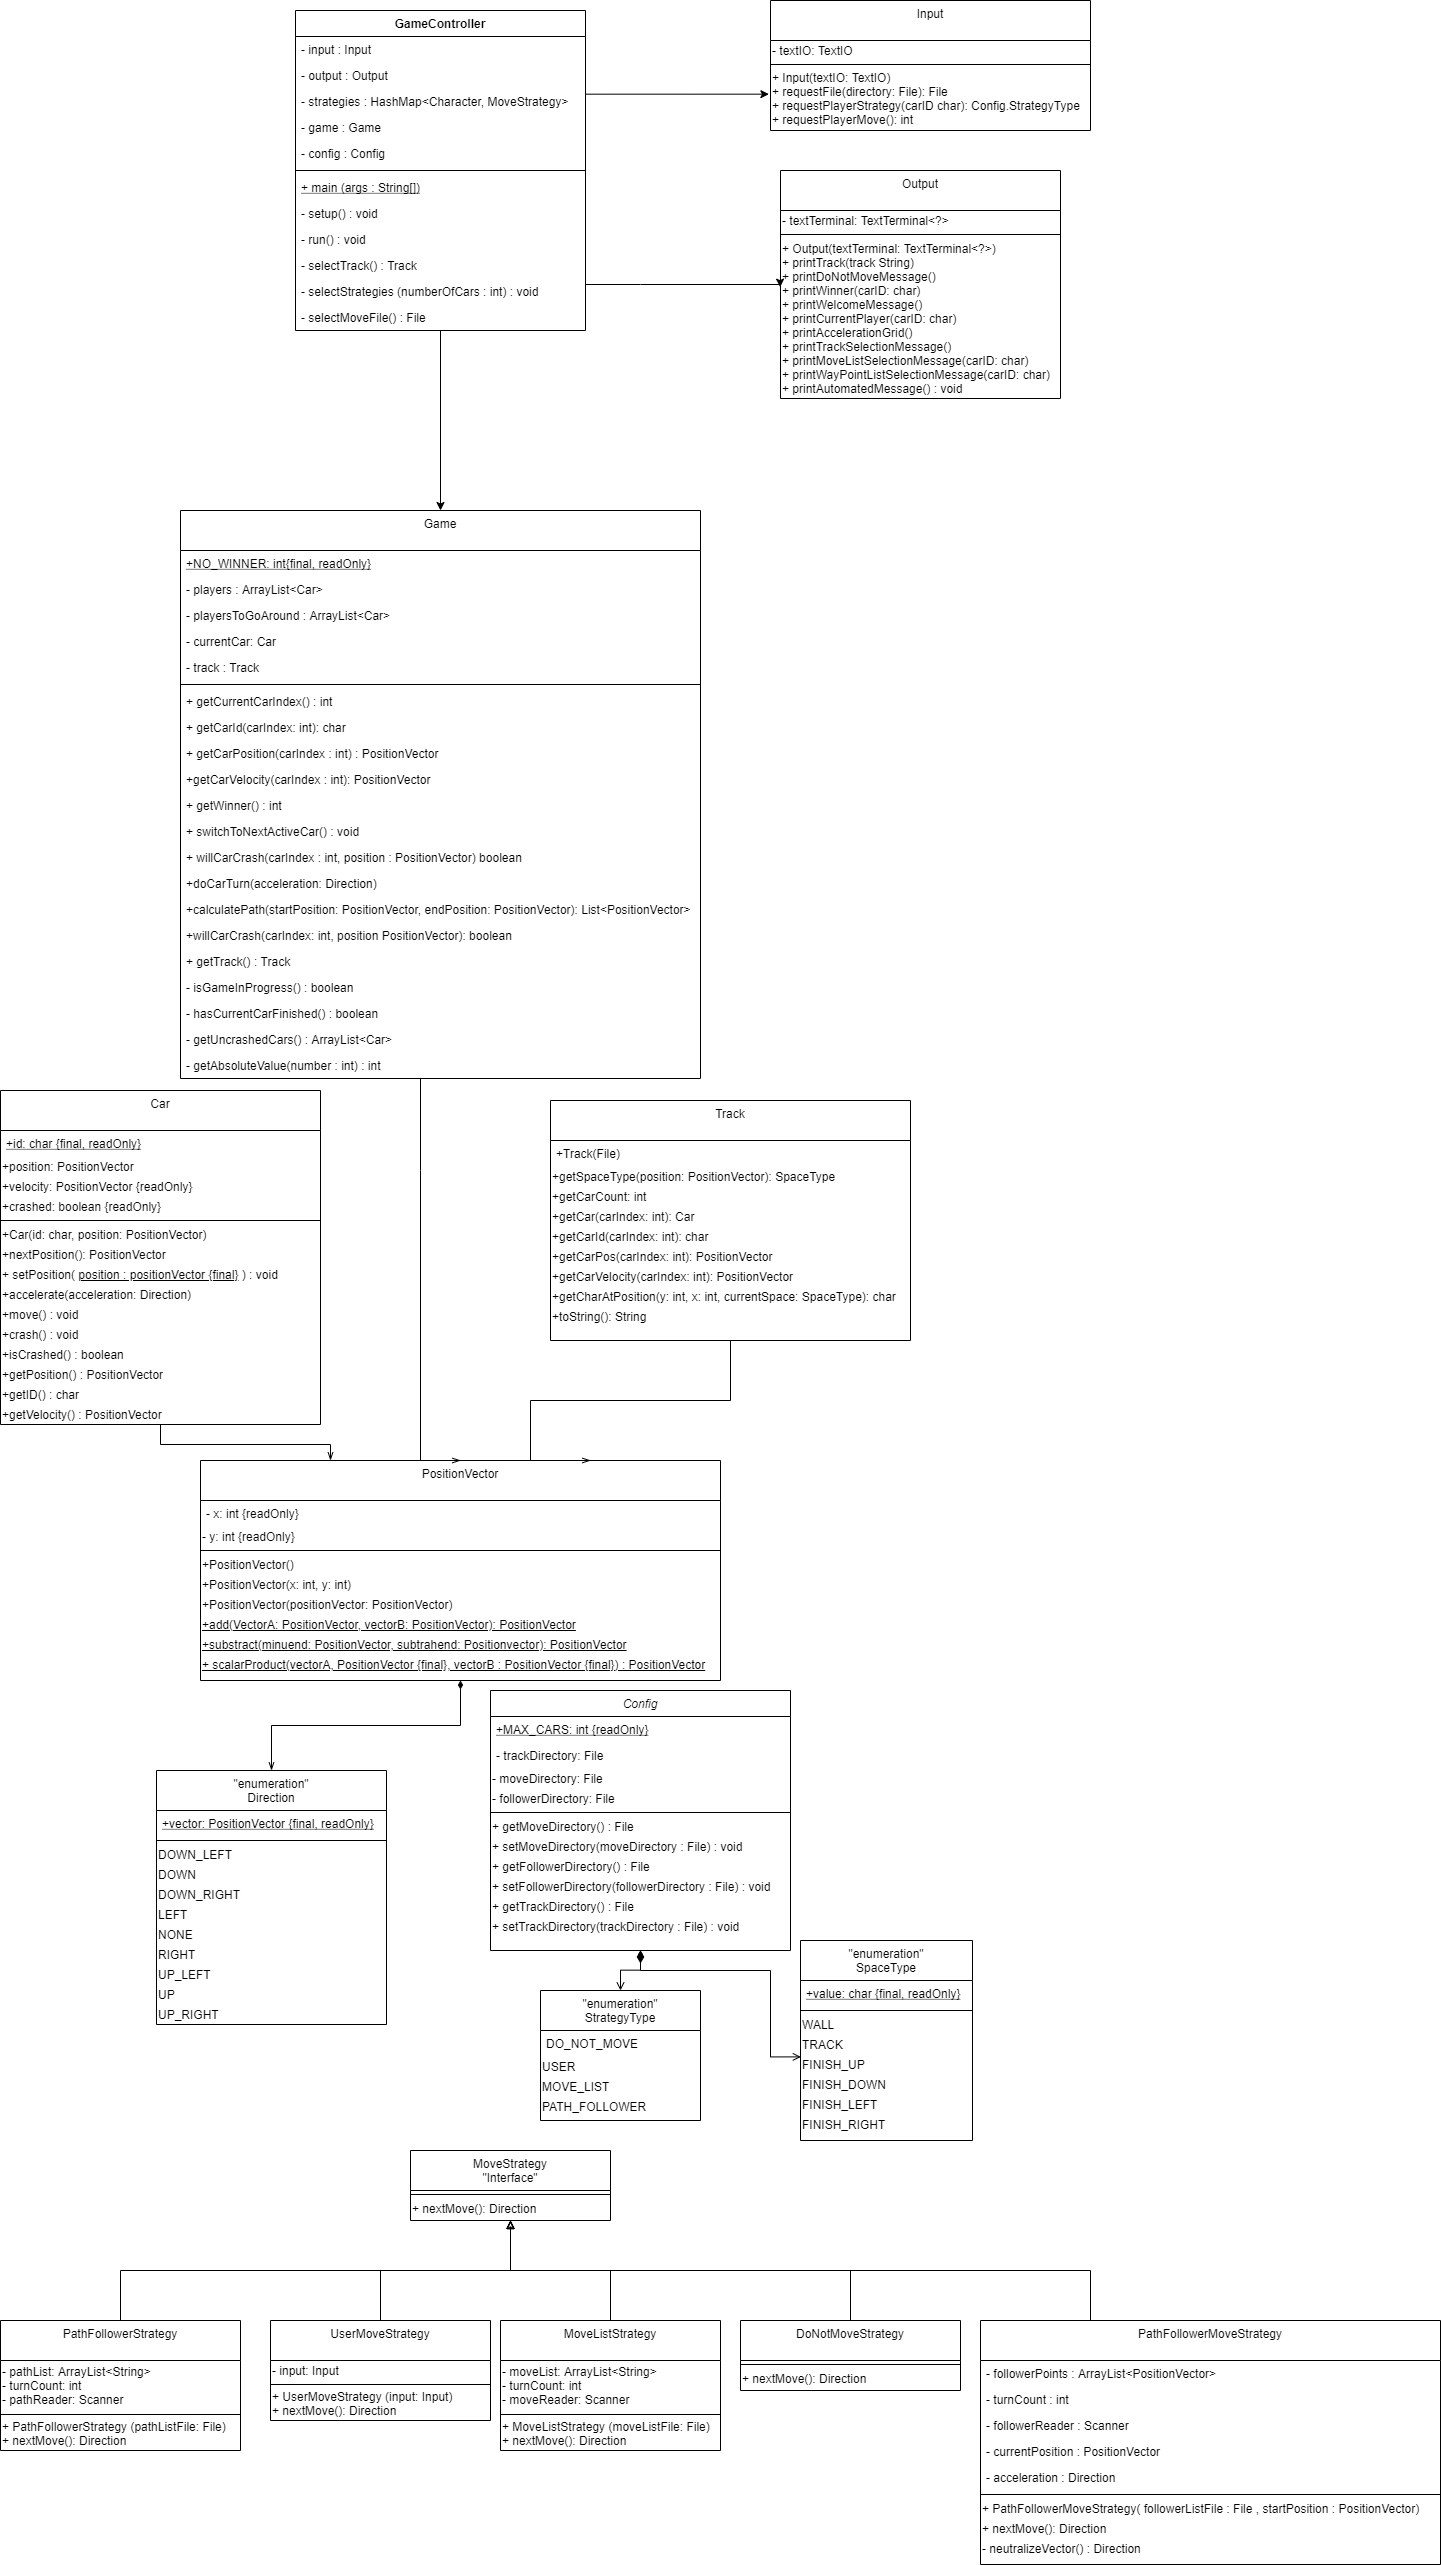 GameController
- input : Input
- output : Output
- strategies : HashMap<Character, MoveStrategy>
- game : Game
- config : Config
+ main (args : String[])
- setup() : void
- run() : void
- selectTrack() : Track
- selectStrategies (numberOfCars : int) : void
- selectMoveFile() : File
Input
- textIO: TextIO
+ Input(textIO: TextIO)
+ requestFile(directory: File): File
+ requestPlayerStrategy(carID char): Config.StrategyType
+ requestPlayerMove(): int
Output
- textTerminal: TextTerminal<?>
+ Output(textTerminal: TextTerminal<?>)
+ printTrack(track String)
+ printDoNotMoveMessage()
+ printWinner(carID: char)
+ printWelcomeMessage()
+ printCurrentPlayer(carID: char)
+ printAccelerationGrid()
+ printTrackSelectionMessage()
+ printMoveListSelectionMessage(carID: char)
+ printWayPointListSelectionMessage(carID: char)
+ printAutomatedMessage() : void
Game
+NO_WINNER: int{final, readOnly}
- players : ArrayList<Car>
- playersToGoAround : ArrayList<Car>
- currentCar: Car
- track : Track
+ getCurrentCarIndex() : int
+ getCarId(carIndex: int): char
+ getCarPosition(carIndex : int) : PositionVector
+getCarVelocity(carIndex : int): PositionVector
+ getWinner() : int
+ switchToNextActiveCar() : void
+ willCarCrash(carIndex : int, position : PositionVector) boolean
+doCarTurn(acceleration: Direction)
+calculatePath(startPosition: PositionVector, endPosition: PositionVector): List<PositionVector>
+willCarCrash(carIndex: int, position PositionVector): boolean
+ getTrack() : Track
- isGameInProgress() : boolean
- hasCurrentCarFinished() : boolean
- getUncrashedCars() : ArrayList<Car>
- getAbsoluteValue(number : int) : int
Car
+id: char {final, readOnly}
+position: PositionVector
+velocity: PositionVector {readOnly}
+crashed: boolean {readOnly}
+Car(id: char, position: PositionVector)
+nextPosition(): PositionVector
+ setPosition( position : positionVector {final} ) : void
+accelerate(acceleration: Direction)
+move() : void
+crash() : void
+isCrashed() : boolean
+getPosition() : PositionVector
+getID() : char
+getVelocity() : PositionVector
Track
+Track(File)
+getSpaceType(position: PositionVector): SpaceType
+getCarCount: int
+getCar(carIndex: int): Car
+getCarId(carIndex: int): char
+getCarPos(carIndex: int): PositionVector
+getCarVelocity(carIndex: int): PositionVector
+getCharAtPosition(y: int, x: int, currentSpace: SpaceType): char
+toString(): String
PositionVector
- x: int {readOnly}
- y: int {readOnly}
+PositionVector()
+PositionVector(x: int, y: int)
+PositionVector(positionVector: PositionVector)
+add(VectorA: PositionVector, vectorB: PositionVector): PositionVector
+substract(minuend: PositionVector, subtrahend: Positionvector): PositionVector
+ scalarProduct(vectorA, PositionVector {final}, vectorB : PositionVector {final}) : PositionVector
"enumeration"
Direction
+vector: PositionVector {final, readOnly}
DOWN_LEFT
DOWN
DOWN_RIGHT
LEFT
NONE
RIGHT
UP_LEFT
UP
UP_RIGHT
Config
+MAX_CARS: int {readOnly}
- trackDirectory: File
- moveDirectory: File
- followerDirectory: File
+ getMoveDirectory() : File
+ setMoveDirectory(moveDirectory : File) : void
+ getFollowerDirectory() : File
+ setFollowerDirectory(followerDirectory : File) : void
+ getTrackDirectory() : File
+ setTrackDirectory(trackDirectory : File) : void
"enumeration"
StrategyType
DO_NOT_MOVE
USER
MOVE_LIST
PATH_FOLLOWER
"enumeration"
SpaceType
+value: char {final, readOnly}
WALL
TRACK
FINISH_UP
FINISH_DOWN
FINISH_LEFT
FINISH_RIGHT
MoveStrategy
"Interface"
+ nextMove(): Direction
PathFollowerStrategy
- pathList: ArrayList<String>
- turnCount: int
- pathReader: Scanner
+ PathFollowerStrategy (pathListFile: File)
+ nextMove(): Direction
UserMoveStrategy
- input: Input
+ UserMoveStrategy (input: Input)
+ nextMove(): Direction
MoveListStrategy
- moveList: ArrayList<String>
- turnCount: int
- moveReader: Scanner
+ MoveListStrategy (moveListFile: File)
+ nextMove(): Direction
DoNotMoveStrategy
+ nextMove(): Direction
PathFollowerMoveStrategy
- followerPoints : ArrayList<PositionVector>
- turnCount : int
- followerReader : Scanner
- currentPosition : PositionVector
- acceleration : Direction
+ PathFollowerMoveStrategy( followerListFile : File , startPosition : PositionVector)
+ nextMove(): Direction
- neutralizeVector() : Direction